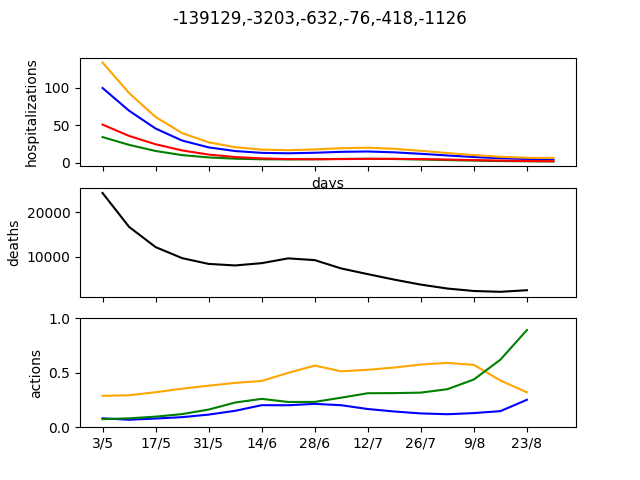 -139129,-3203,-632,-76,-418,-1126
hospitalizations
100
50
0
days
deaths
20000
10000
actions
1.0
0.5
0.0
3/5 17/5 31/5 14/6 28/6 12/7 26/7 9/8 23/8